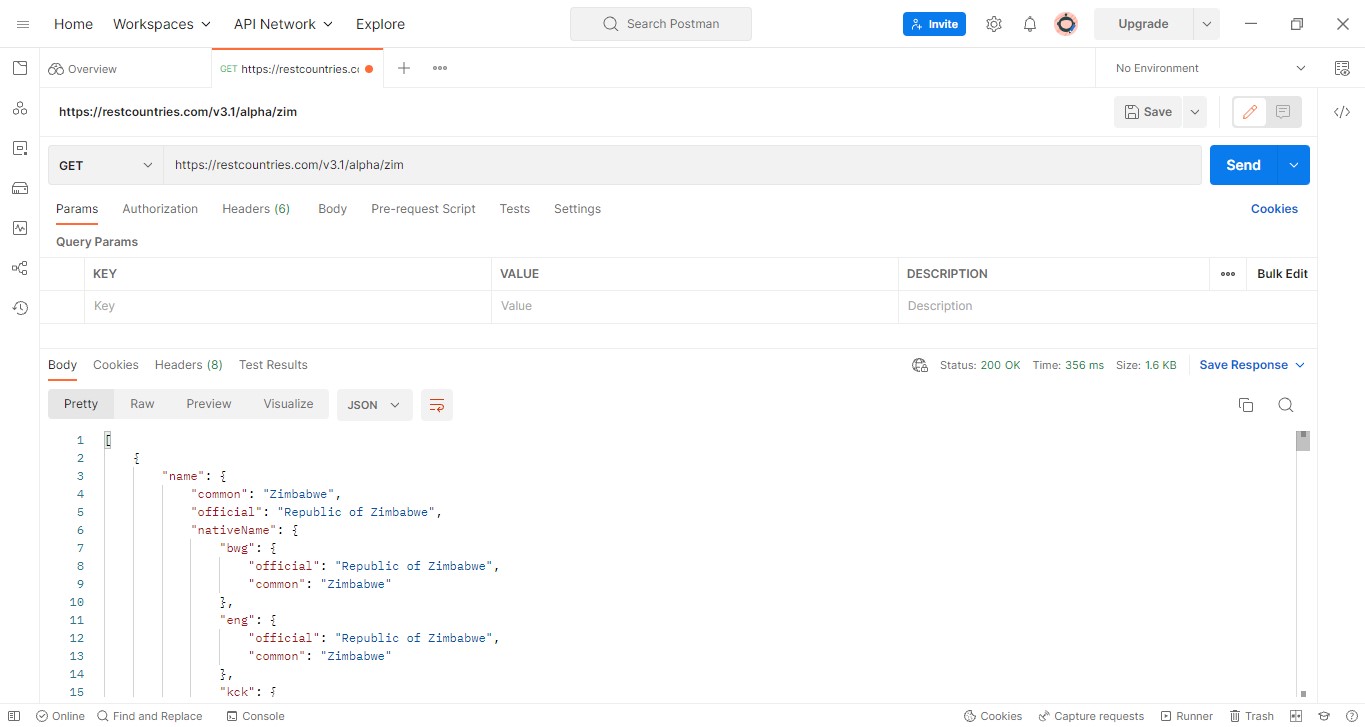 Home Workspaces API Network Explore Search Postman Invite Upgrade
Overview GET https://restcountries.co No Environment
https://restcountries.com/v3.1/alpha/zim Save
GET https://restcountries.com/v3.1/alpha/zim Send
Params Authorization Headers (6) Body Pre-request Script Tests Settings Cookies
Query Params
KEY VALUE DESCRIPTION Bulk Edit
Key Value Description
Body Cookies Headers (8) Test Results Status: 200 OK Time: 356 ms Size: 1.6 KB Save Response
Pretty Raw Preview Visualize JSON
1 [
2 {
3 "name": {
4 "common": "Zimbabwe",
5 "official": "Republic of Zimbabwe",
6 "nativeName": {
7 "bwg": {
8 "official": "Republic of Zimbabwe",
9 "common": "Zimbabwe"
10 },
11 "eng": {
12 "official": "Republic of Zimbabwe",
13 "common": "Zimbabwe"
14 },
15 "kck": {
Online Find and Replace Console Cookies Capture requests Runner Trash